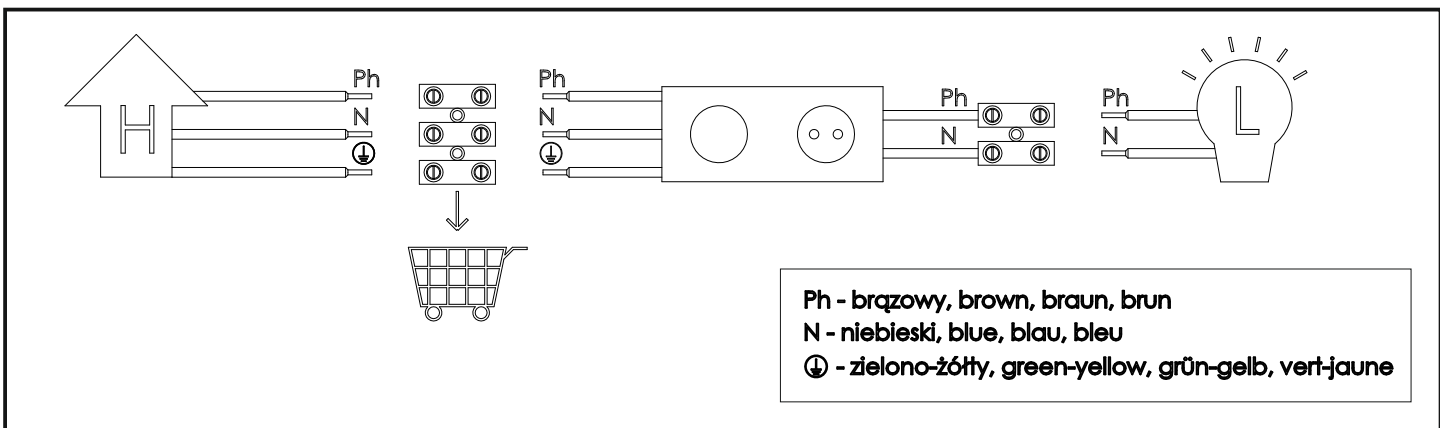 Ph Ph Ph Ph
N N N N
H L
Ph - brązowy, brown, braun, brun
N - niebieski, blue, blau, bleu
⏚ - zielono-żółty, green-yellow, grün-gelb, vert-jaune